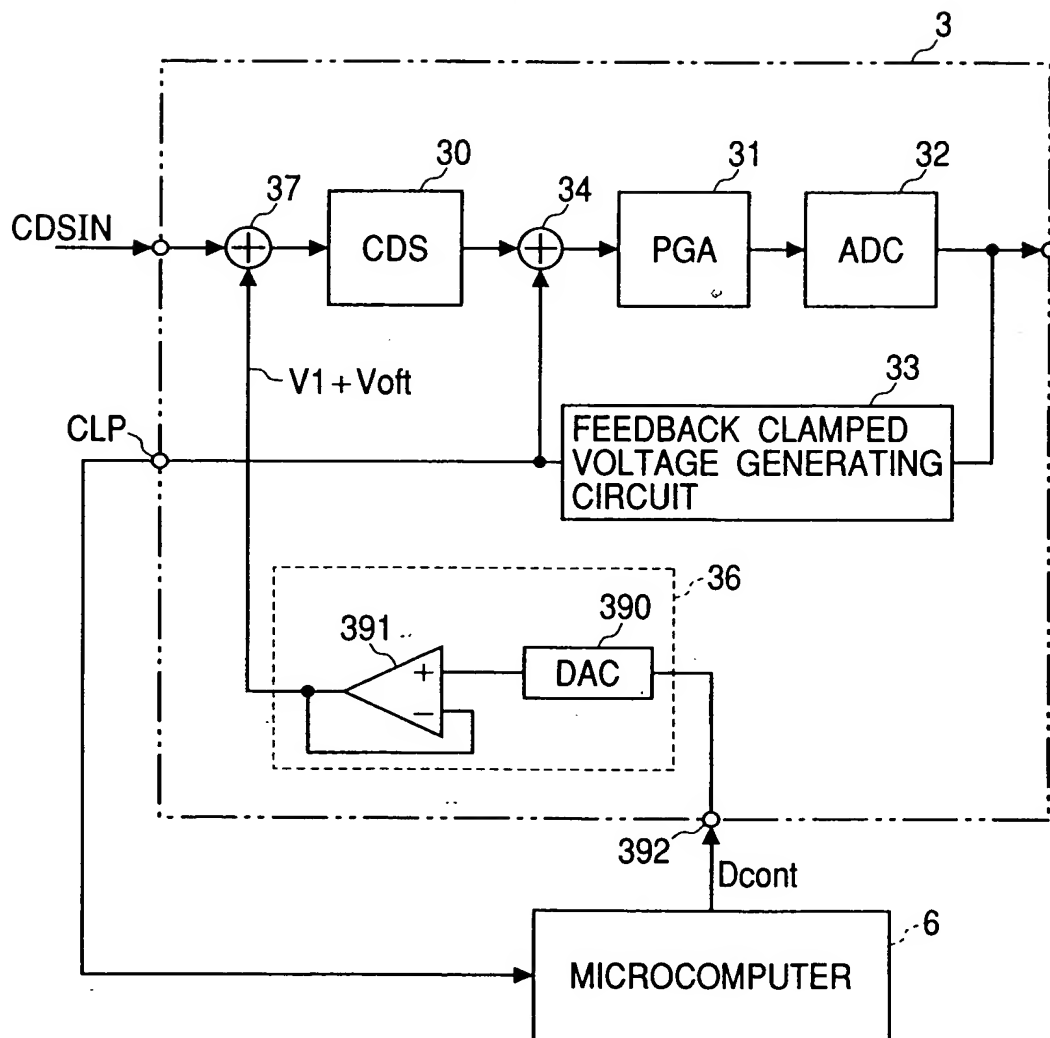 3
30
31
32
37
34
CDSIN
CDS
PGA
ADC
V1+Voft
33
CLP
FEEDBACK CLAMPED
VOLTAGE GENERATING
CIRCUIT
36
391
390
+
DAC
−
392
Dcont
6
MICROCOMPUTER